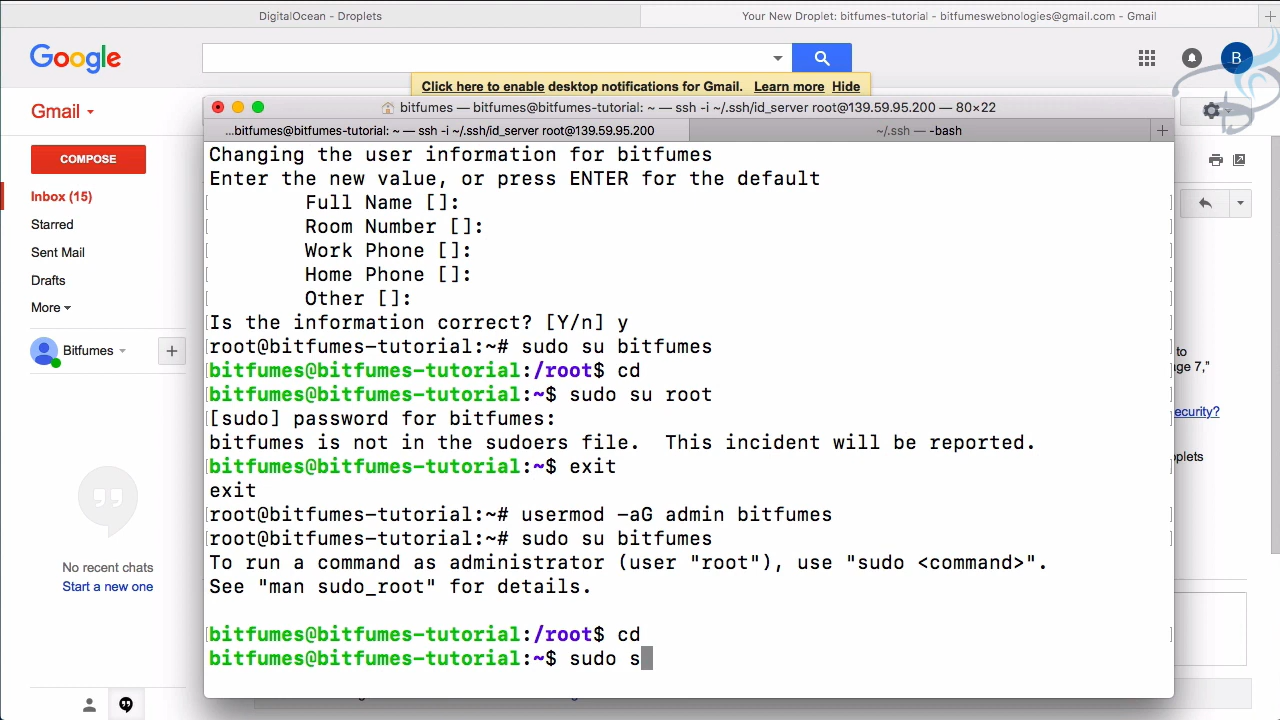 DigitalOcean - Droplets
Your New Droplet: bitfumes-tutorial - bitfumeswebnologies@gmail.com - Gmail
Google
B
Click here to enable desktop notifications for Gmail. Learn more Hide
Gmail
COMPOSE
Inbox (15)
Starred
Sent Mail
Drafts
More
Bitfumes
No recent chats
Start a new one
to
ge 7,"
ecurity?
plets
bitfumes — bitfumes@bitfumes-tutorial: ~ — ssh -i ~/.ssh/id_server root@139.59.95.200 — 80×22
...bitfumes@bitfumes-tutorial: ~ — ssh -i ~/.ssh/id_server root@139.59.95.200
~/.ssh — -bash
Changing the user information for bitfumes
Enter the new value, or press ENTER for the default
Full Name []:
Room Number []:
Work Phone []:
Home Phone []:
Other []:
Is the information correct? [Y/n] y
root@bitfumes-tutorial:~# sudo su bitfumes
bitfumes@bitfumes-tutorial:/root$ cd
bitfumes@bitfumes-tutorial:~$ sudo su root
[sudo] password for bitfumes:
bitfumes is not in the sudoers file.  This incident will be reported.
bitfumes@bitfumes-tutorial:~$ exit
exit
root@bitfumes-tutorial:~# usermod -aG admin bitfumes
root@bitfumes-tutorial:~# sudo su bitfumes
To run a command as administrator (user "root"), use "sudo <command>".
See "man sudo_root" for details.
bitfumes@bitfumes-tutorial:/root$ cd
bitfumes@bitfumes-tutorial:~$ sudo s